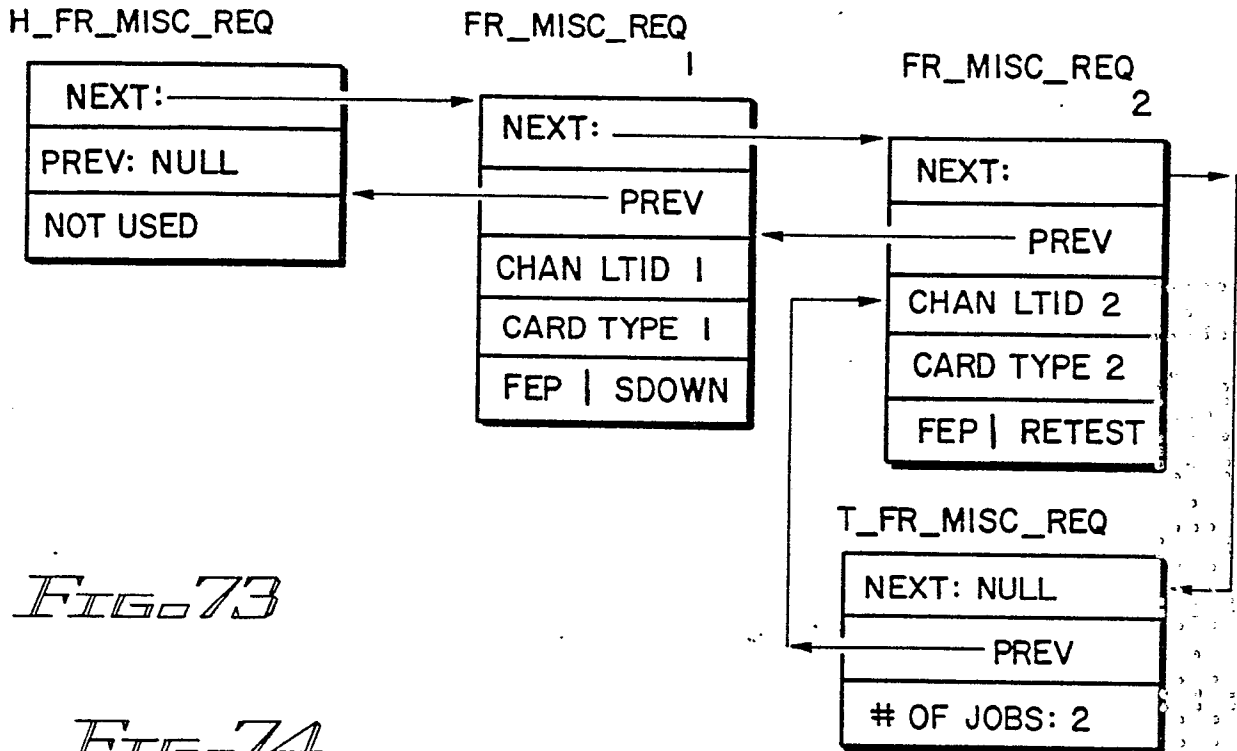 H_FR_MISC_REQ
NEXT:
PREV: NULL
NOT USED
FR_MISC_REQ
1
NEXT:
PREV
CHAN LTID 1
CARD TYPE 1
FEP | SDOWN
FR_MISC_REQ
2
NEXT:
PREV
CHAN LTID 2
CARD TYPE 2
FEP | RETEST
T_FR_MISC_REQ
NEXT: NULL
PREV
# OF JOBS: 2
FIG. 73
FIG. 74